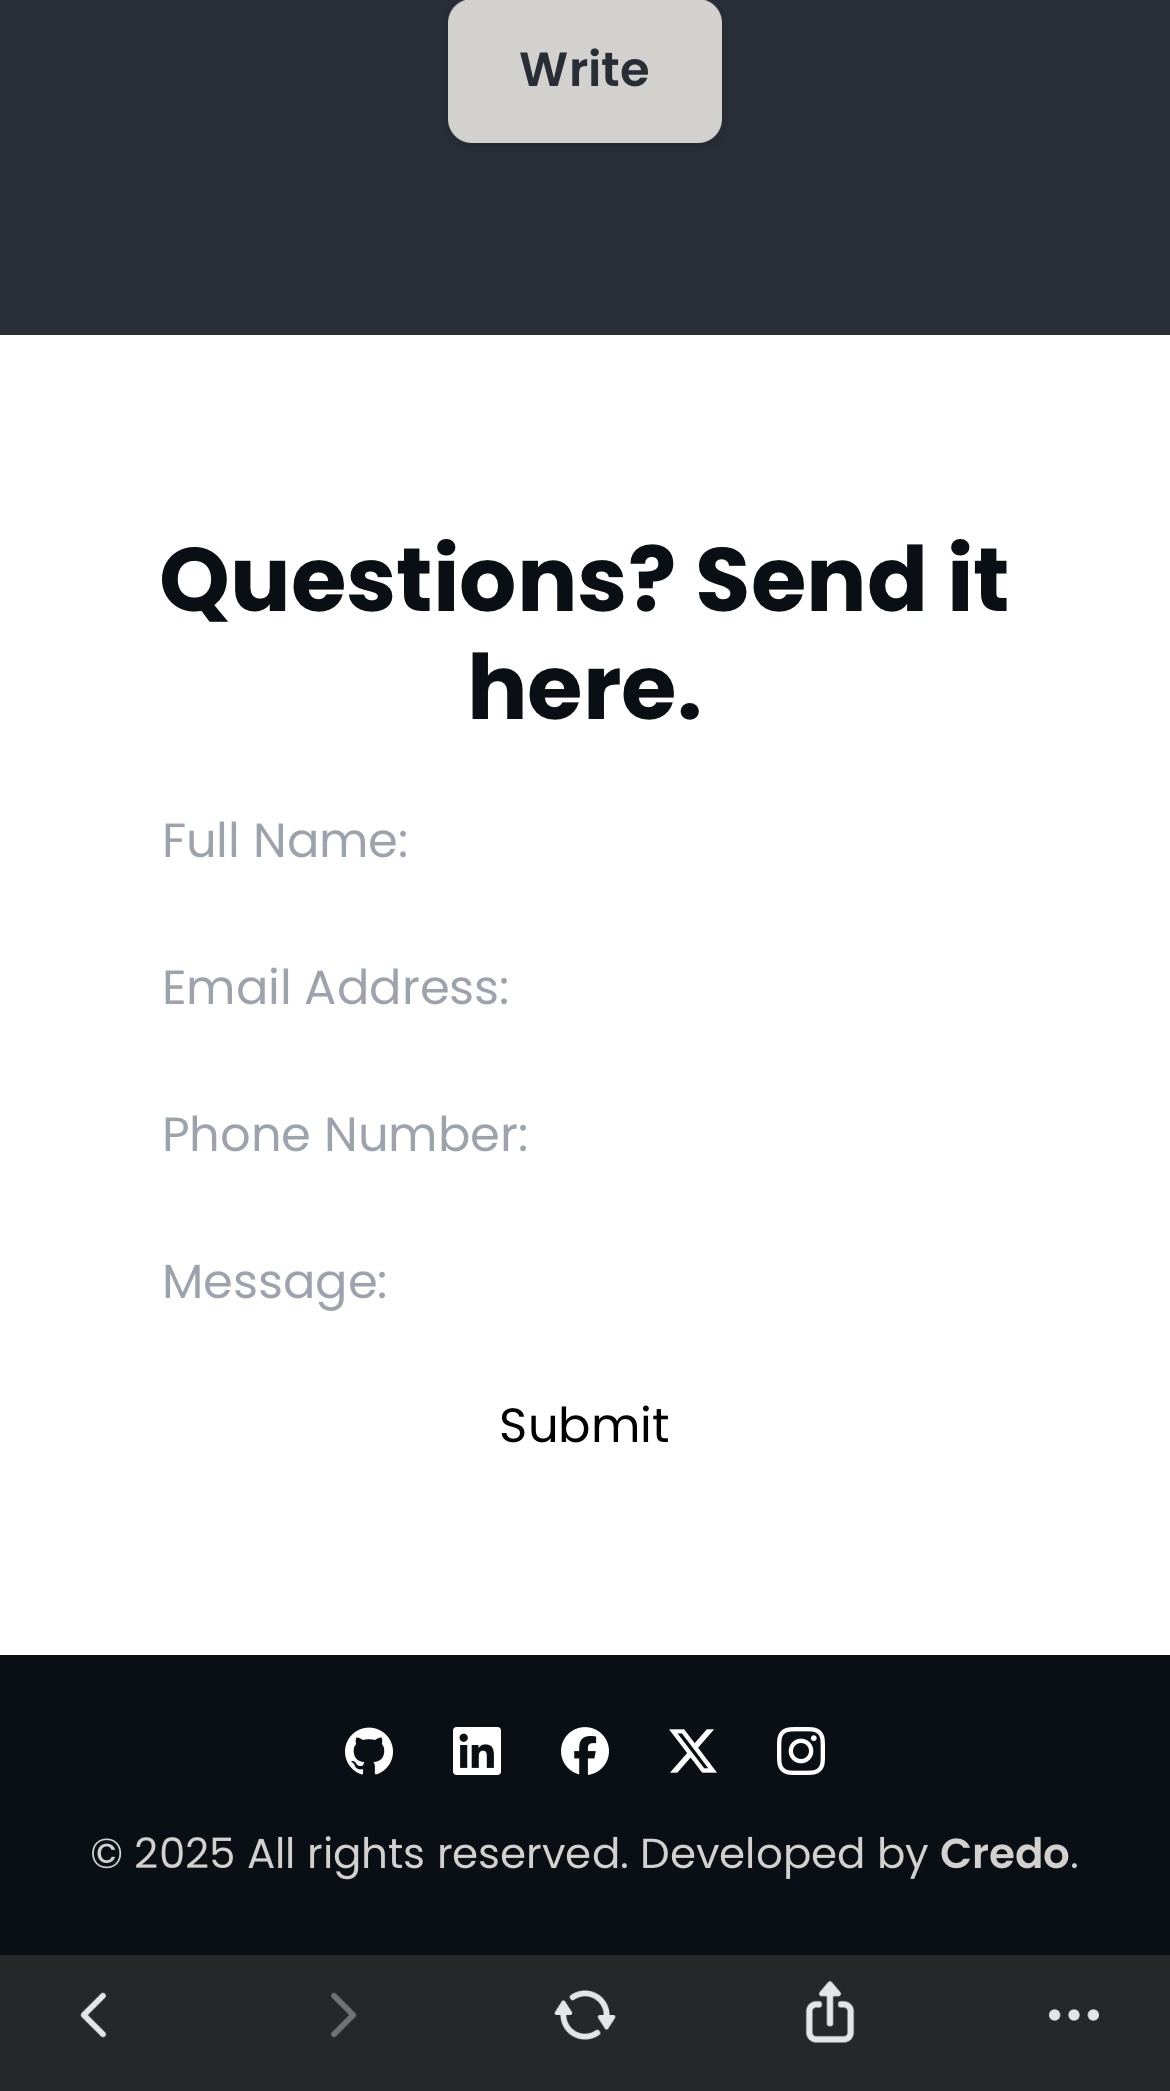 Write
Questions? Send it
here.
Full Name:
Email Address:
Phone Number:
Message:
Submit
© 2025 All rights reserved. Developed by Credo.